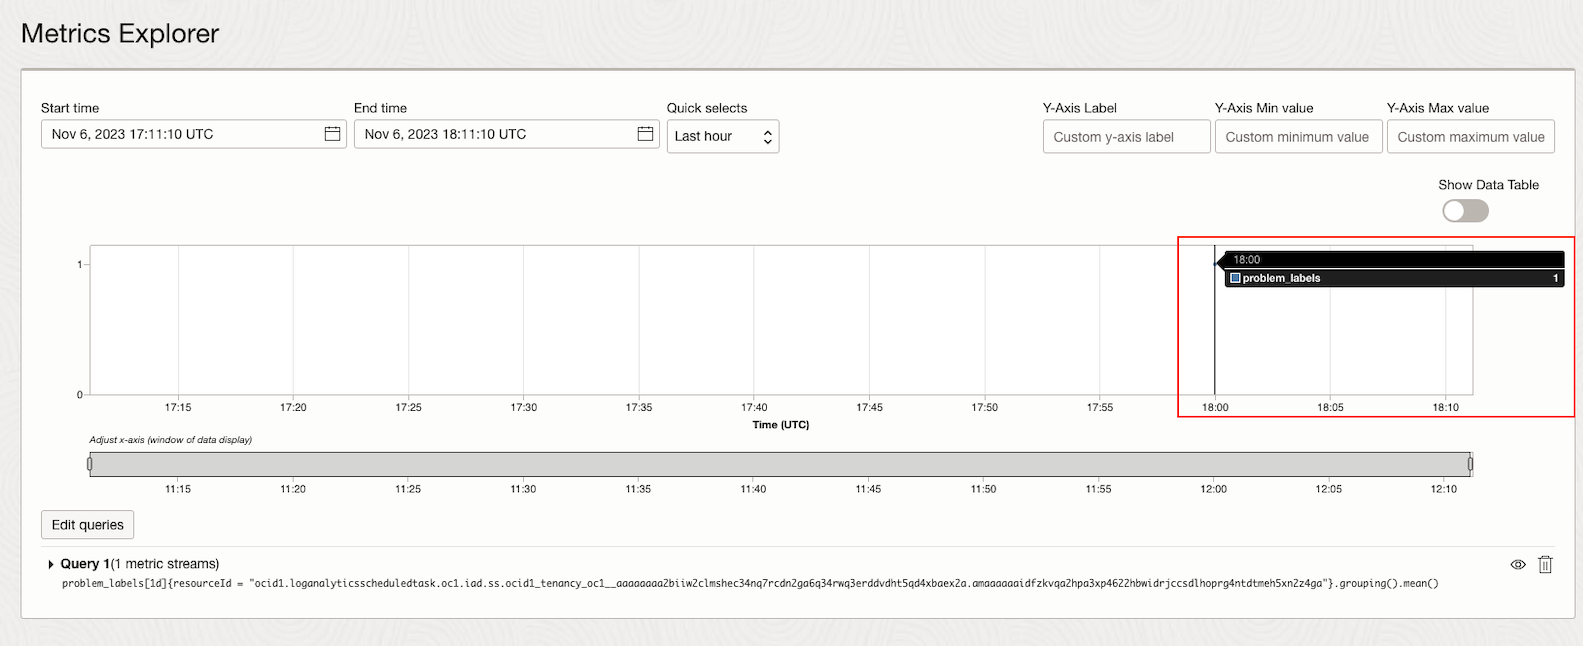 Metrics Explorer
Start time
End time
Quick selects
Y-Axis Label
Y-Axis Min value
Y-Axis Max value
Nov 6, 2023 17:11:10 UTC
Nov 6, 2023 18:11:10 UTC
Last hour
Custom y-axis label
Custom minimum value
Custom maximum value
Show Data Table
1
18:00
problem_labels 1
0
17:15 17:20 17:25 17:30 17:35 17:40 17:45 17:50 17:55 18:00 18:05 18:10
Time (UTC)
Adjust x-axis (window of data display)
11:15 11:20 11:25 11:30 11:35 11:40 11:45 11:50 11:55 12:00 12:05 12:10
Edit queries
Query 1(1 metric streams)
problem_labels[1d]{resourceId = "ocid1.loganalyticsscheduledtask.oc1.iad.ss.ocid1_tenancy_oc1__aaaaaaaa2biiw2clmshec34nq7rcdn2ga6q34rwq3erddvdht5qd4xbaex2a.amaaaaaaidfzkvqa2hpa3xp4622hbwidrjccsdlhoprg4ntdtmeh5xn2z4ga"}.grouping().mean()